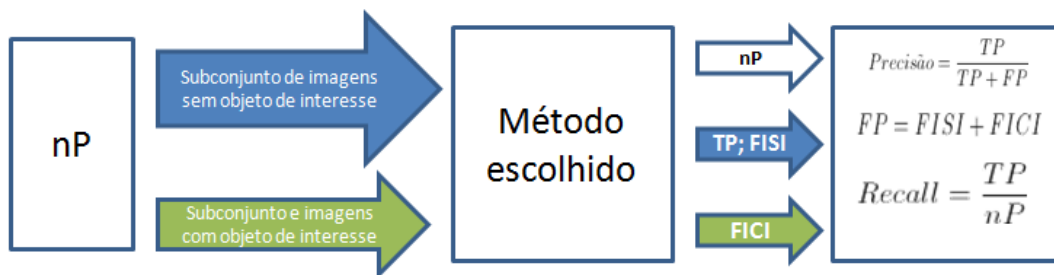 nP
Subconjunto de imagens
sem objeto de interesse
Subconjunto e imagens
com objeto de interesse
Método
escolhido
nP
TP; FISI
FICI
Precisão = TP / (TP + FP)
FP = FISI + FICI
Recall = TP / nP